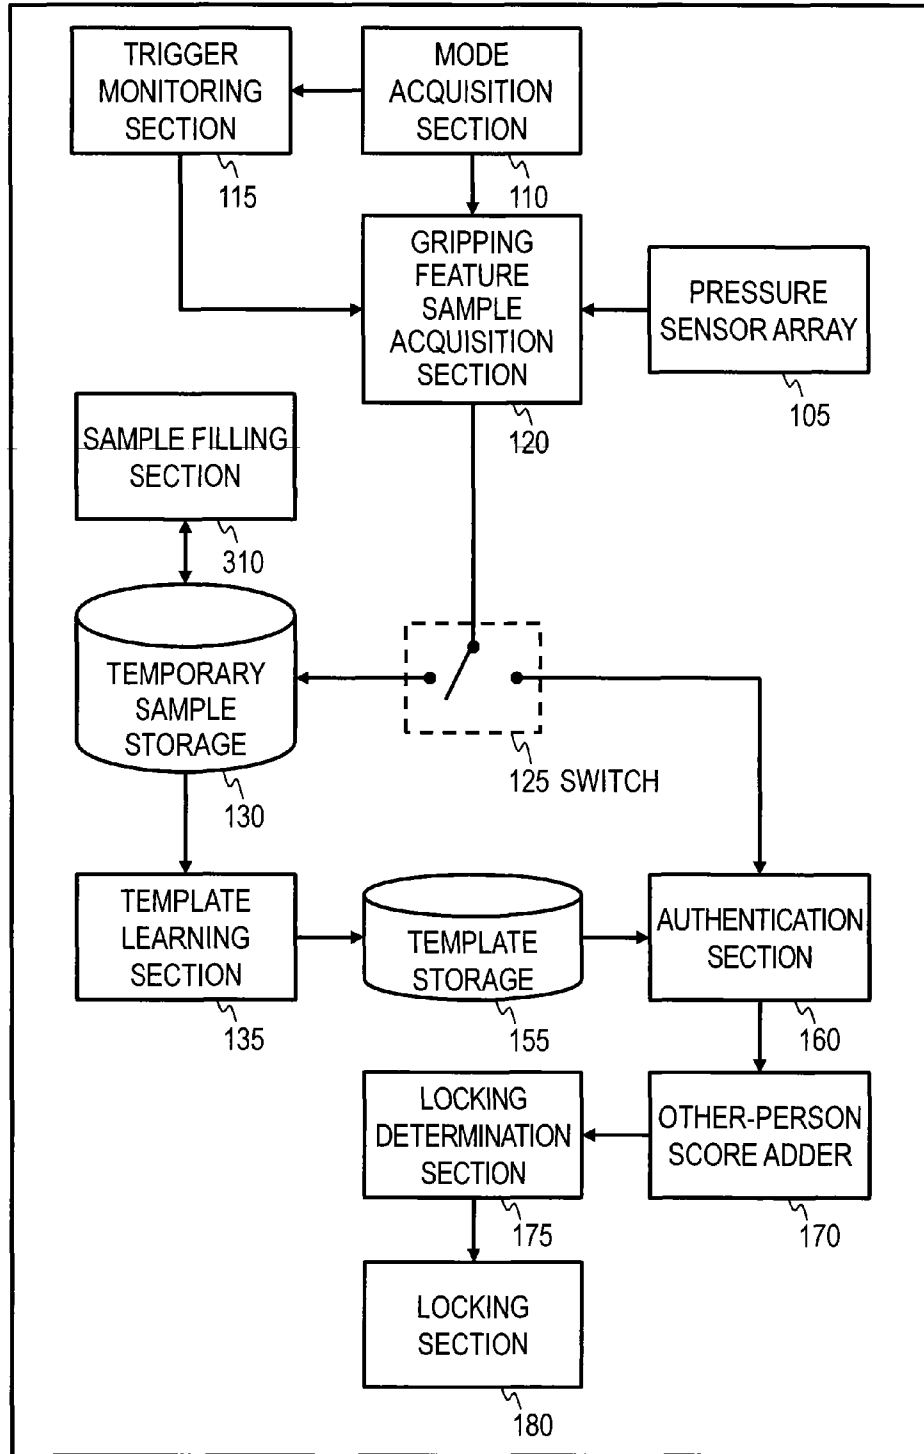 TRIGGER
MONITORING
SECTION
115
MODE
ACQUISITION
SECTION
110
GRIPPING
FEATURE
SAMPLE
ACQUISITION
SECTION
120
PRESSURE
SENSOR ARRAY
105
SAMPLE FILLING
SECTION
310
TEMPORARY
SAMPLE
STORAGE
130
125 SWITCH
TEMPLATE
LEARNING
SECTION
135
TEMPLATE
STORAGE
155
AUTHENTICATION
SECTION
160
LOCKING
DETERMINATION
SECTION
175
OTHER-PERSON
SCORE ADDER
170
LOCKING
SECTION
180